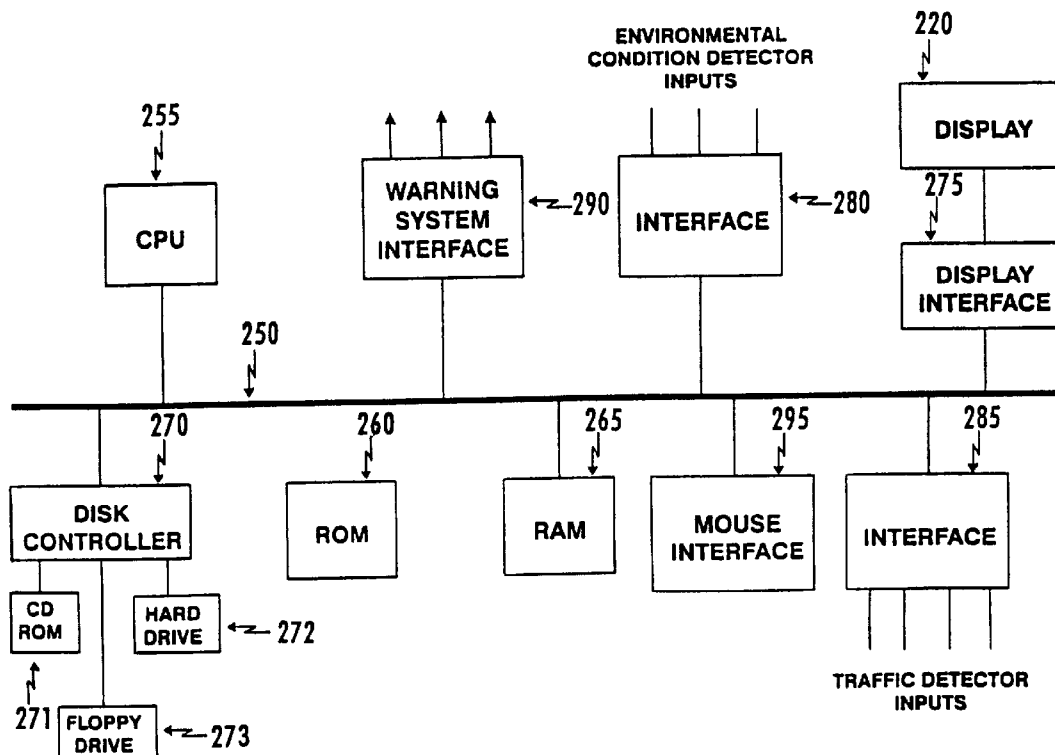 220
ENVIRONMENTAL
CONDITION DETECTOR
INPUTS
255
DISPLAY
275
CPU
WARNING
SYSTEM
INTERFACE
290
INTERFACE
280
DISPLAY
INTERFACE
250
270
260
265
295
285
DISK
CONTROLLER
ROM
RAM
MOUSE
INTERFACE
INTERFACE
CD
ROM
HARD
DRIVE
272
TRAFFIC DETECTOR
INPUTS
271
FLOPPY
DRIVE
273